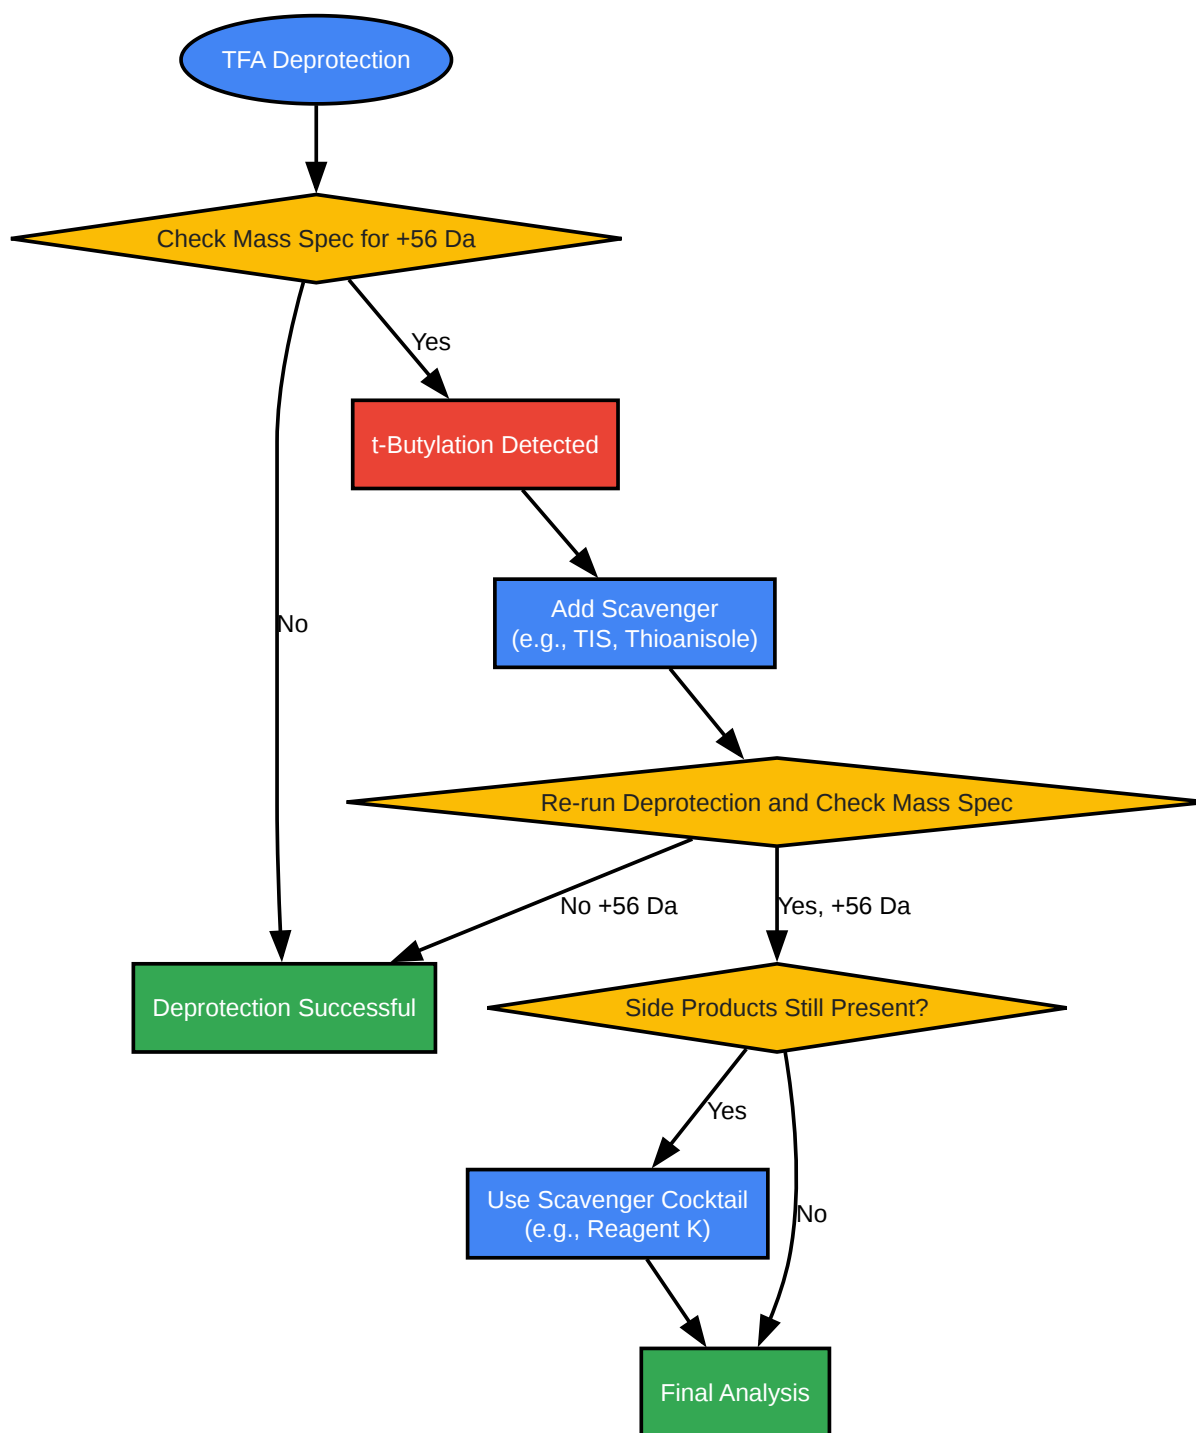 TFA Deprotection
Check Mass Spec for +56 Da
Yes
t-Butylation Detected
Add Scavenger
(e.g., TIS, Thioanisole)
No
Re-run Deprotection and Check Mass Spec
No +56 Da
Yes, +56 Da
Deprotection Successful
Side Products Still Present?
Yes
Use Scavenger Cocktail
(e.g., Reagent K)
No
Final Analysis